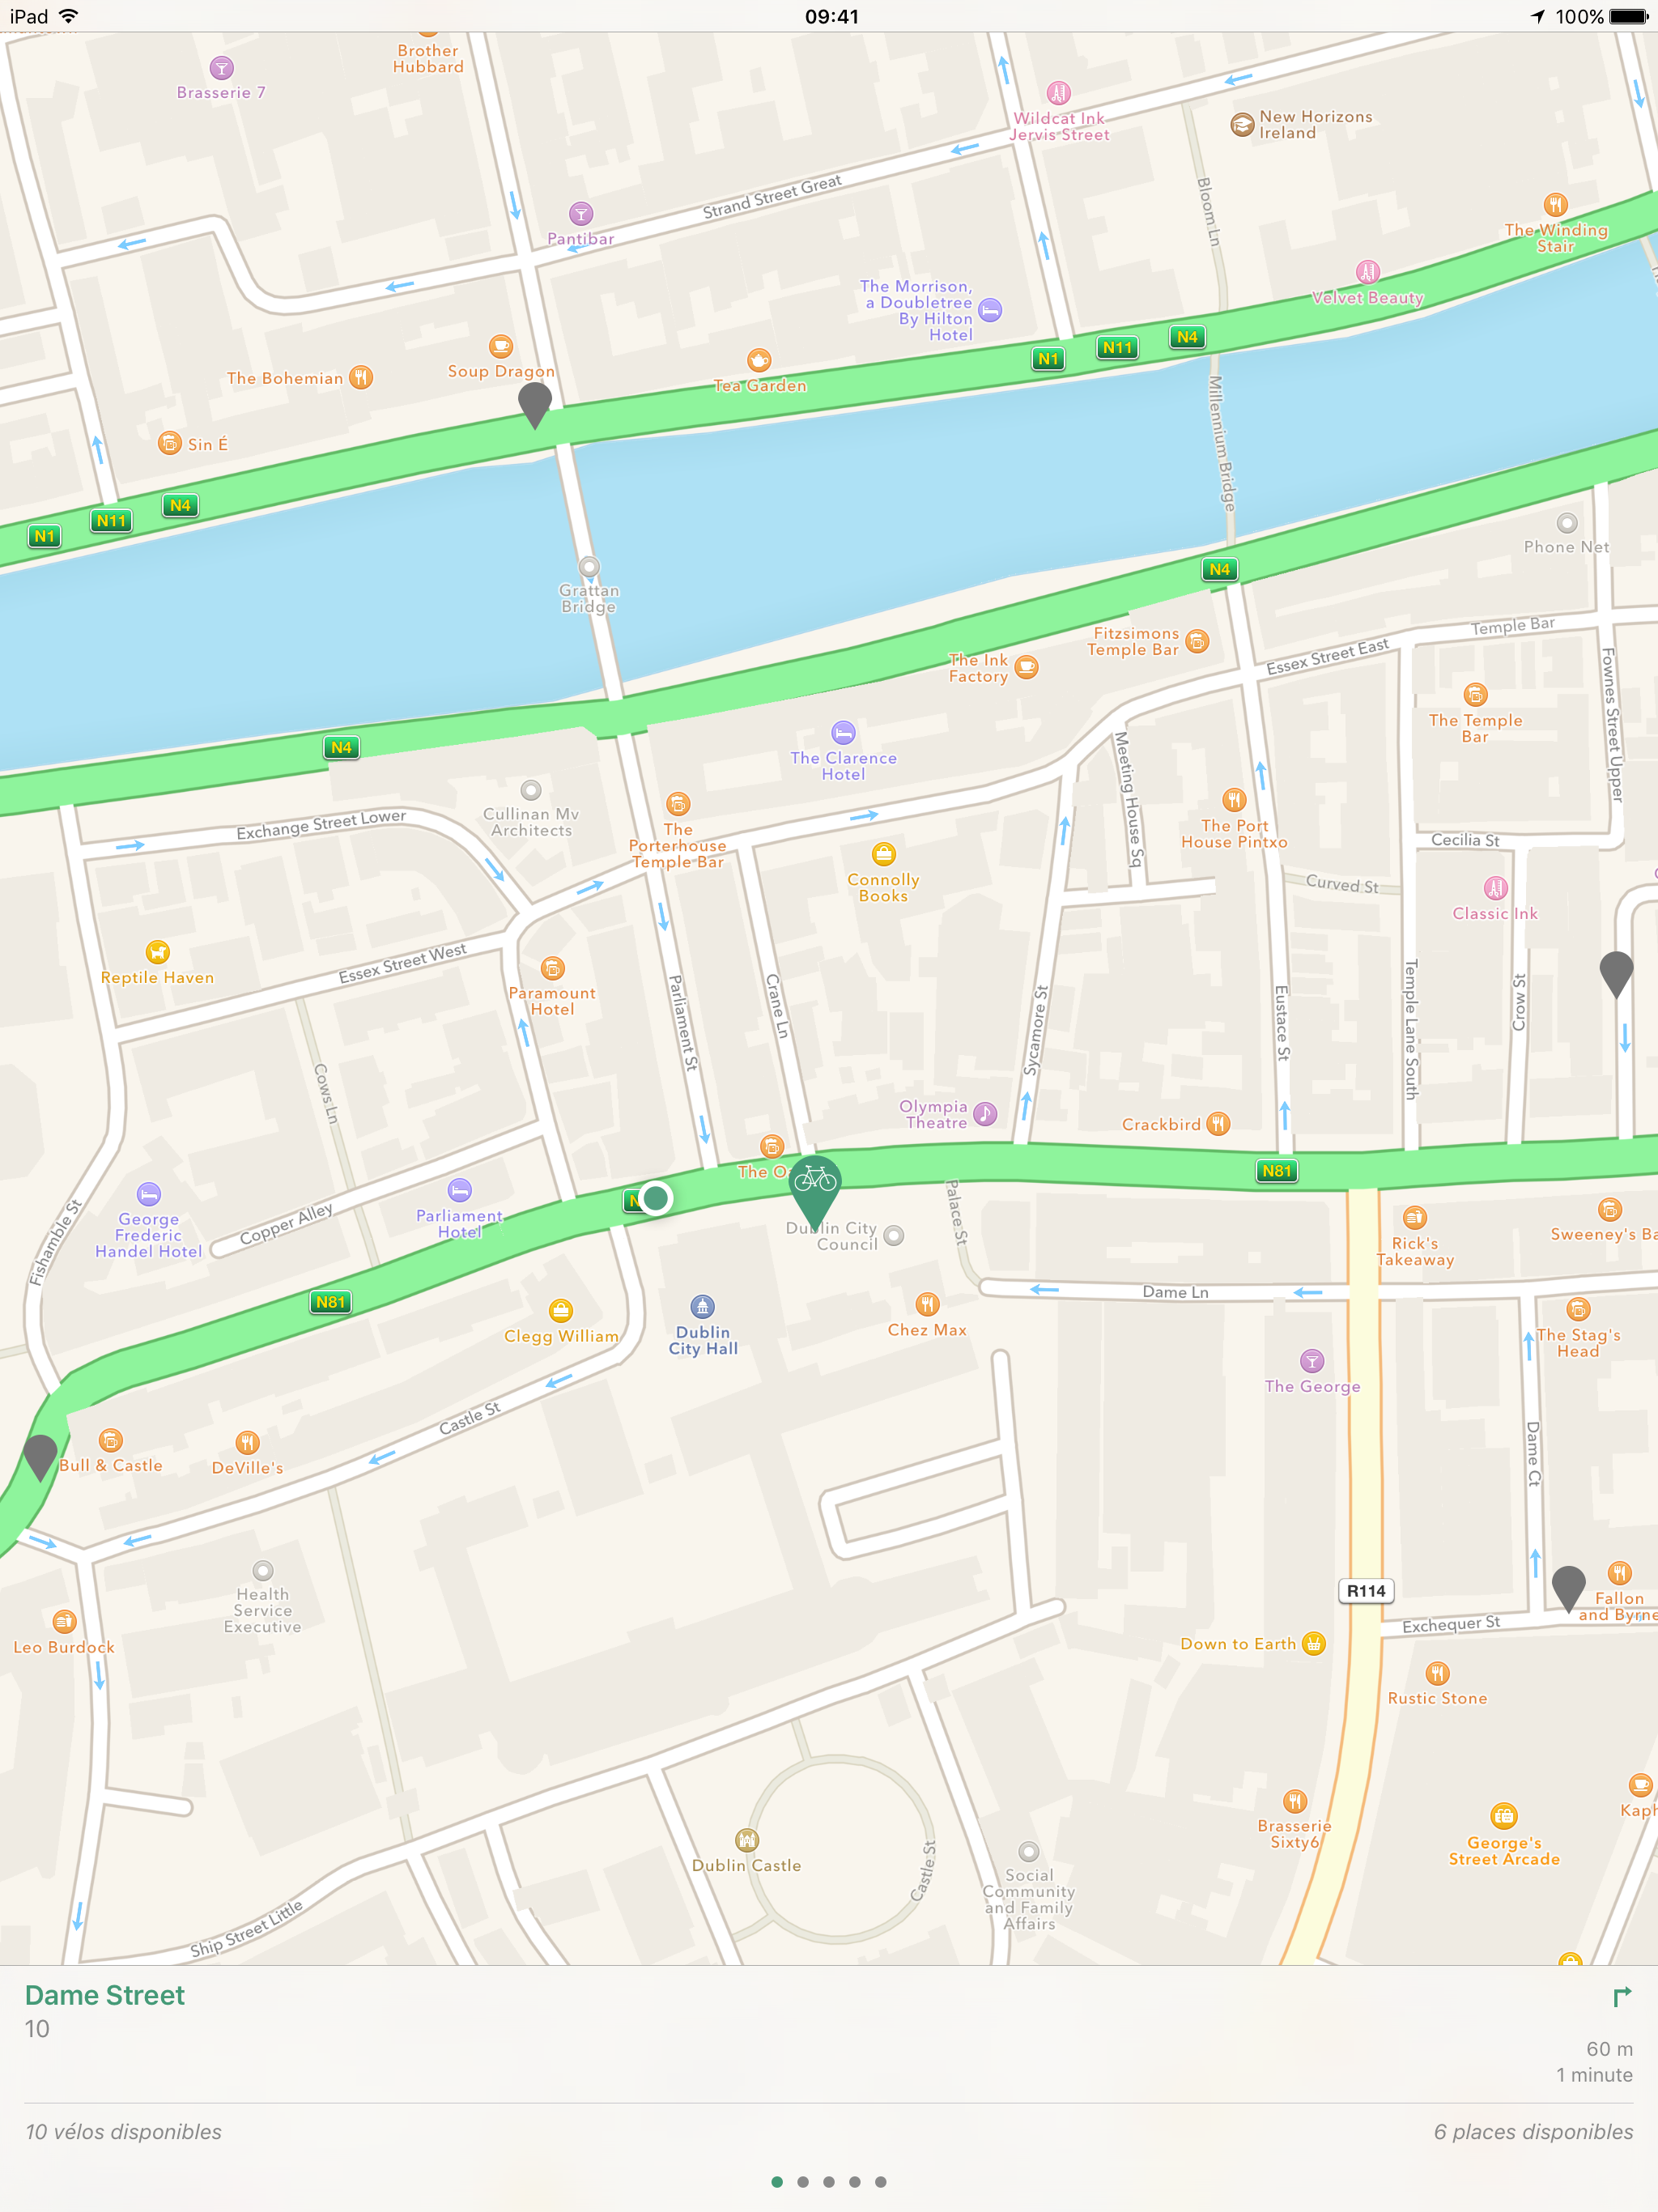 iPad
09:41
100%
Brother
Hubbard
Brasserie 7
Wildcat Ink
Jervis Street
New Horizons
Ireland
Strand Street Great
Bloom Ln
Pantibar
The Winding
Stair
Velvet Beauty
The Morrison,
a Doubletree
By Hilton
Hotel
N1
N11
N4
Soup Dragon
The Bohemian
Tea Garden
Sin É
N4
N11
N1
Millennium Bridge
Phone Net
N4
Grattan
Bridge
Temple Bar
Fitzsimons
Temple Bar
Essex Street East
The Ink
Factory
Fownes Street Upper
The Temple
Bar
N4
The Clarence
Hotel
Meeting House Sq
Cullinan Mv
Architects
Exchange Street Lower
The
Porterhouse
Temple Bar
The Port
House Pintxo
Cecilia St
Connolly
Books
Curved St
Classic Ink
Essex Street West
Reptile Haven
Paramount
Hotel
Parliament St
Crane Ln
Sycamore St
Eustace St
Temple Lane South
Crow St
Cows Ln
Olympia
Theatre
Crackbird
The O
N81
Palace St
George
Frederic
Handel Hotel
Copper Alley
Parliament
Hotel
N
Dublin City
Council
Fishamble St
Rick's
Takeaway
Sweeney's Ba
Dame Ln
N81
Clegg William
Dublin
City Hall
Chez Max
The Stag's
Head
The George
Castle St
Dame Ct
Bull & Castle
DeVille's
R114
Health
Service
Executive
Fallon
and Byrne
Exchequer St
Leo Burdock
Down to Earth
Rustic Stone
Kaph
Brasserie
Sixty6
George's
Street Arcade
Dublin Castle
Castle St
Social
Community
and Family
Affairs
Ship Street Little
Dame Street
10
60 m
1 minute
10 vélos disponibles
6 places disponibles